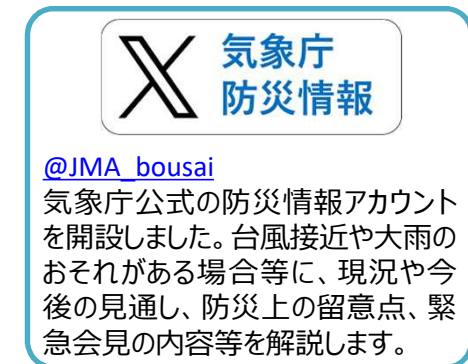 気象庁
防災情報
@JMA_bousai
気象庁公式の防災情報アカウント
を開設しました。台風接近や大雨の
おそれがある場合等に、現況や今
後の見通し、防災上の留意点、緊
急会見の内容等を解説します。